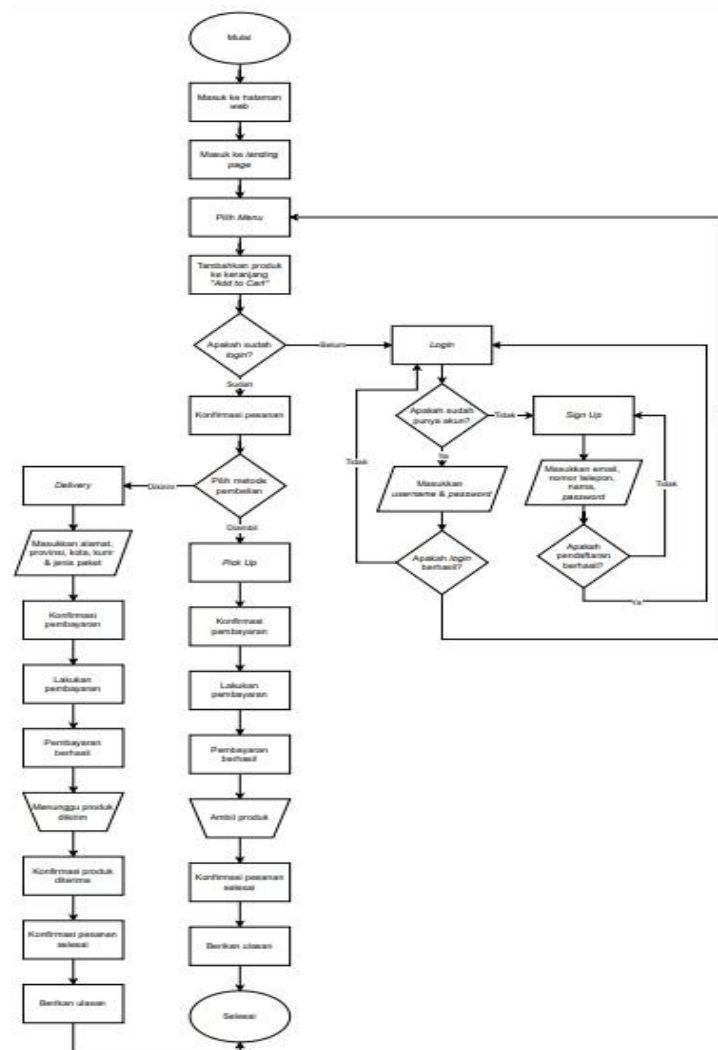 Mulai
Masuk ke halaman
web
Masuk ke landing
page
Pilih Menu
Tambahkan produk
ke keranjang
"Add to Cart"
Apakah sudah
login?
Belum
Login
Sudah
Apakah sudah
punya akun?
Tidak
Sign Up
Konfirmasi pesanan
Ya
Tidak
Masukkan
username & password
Masukkan email,
nomor telepon,
nama,
password
Tidak
Delivery
Dikirim
Pilih metode
pembelian
Diambil
Masukkan alamat,
provinsi, kota, kurir
& jenis paket
Pick Up
Apakah login
berhasil?
Apakah
pendaftaran
berhasil?
Ya
Konfirmasi
pembayaran
Konfirmasi
pembayaran
Lakukan
pembayaran
Lakukan
pembayaran
Pembayaran
berhasil
Pembayaran
berhasil
Menunggu produk
dikirim
Ambil produk
Konfirmasi produk
diterima
Konfirmasi pesanan
selesai
Konfirmasi pesanan
selesai
Berikan ulasan
Berikan ulasan
Selesai